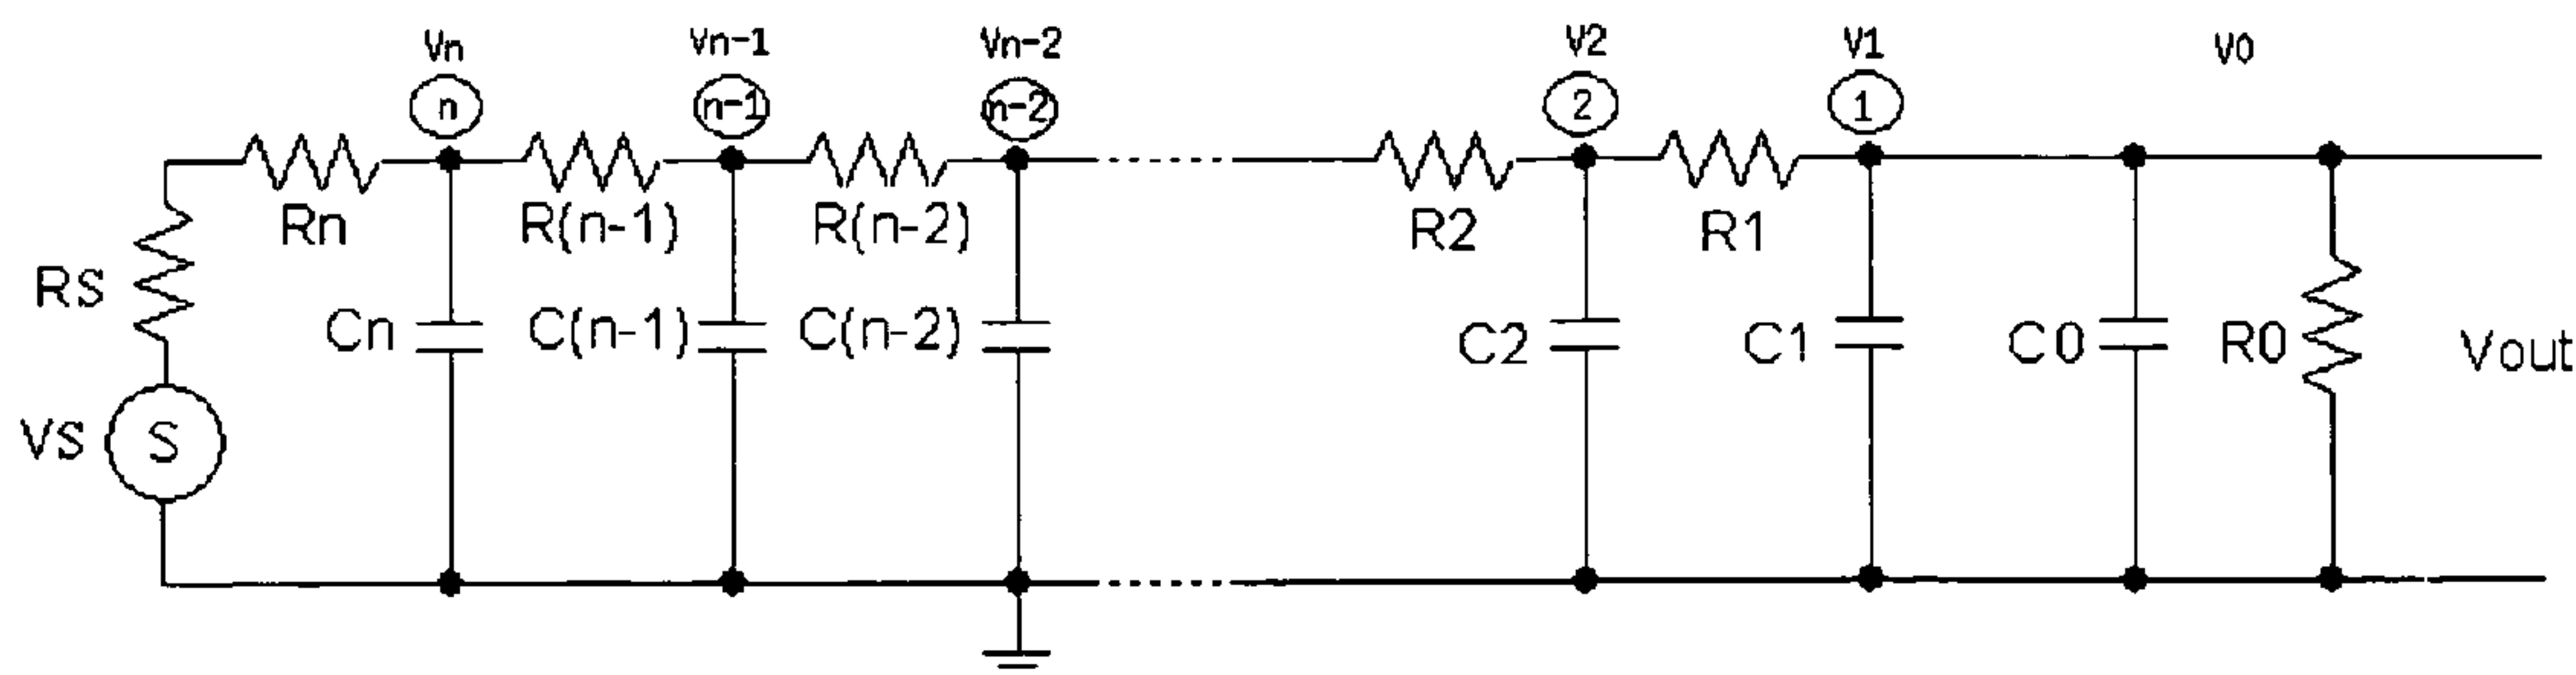 Vn
Vn-1
Vn-2
V2
V1
V0
n
n-1
n-2
2
1
Rn
R(n-1)
R(n-2)
R2
R1
RS
Cn
C(n-1)
C(n-2)
C2
C1
C0
R0
Vout
VS
S